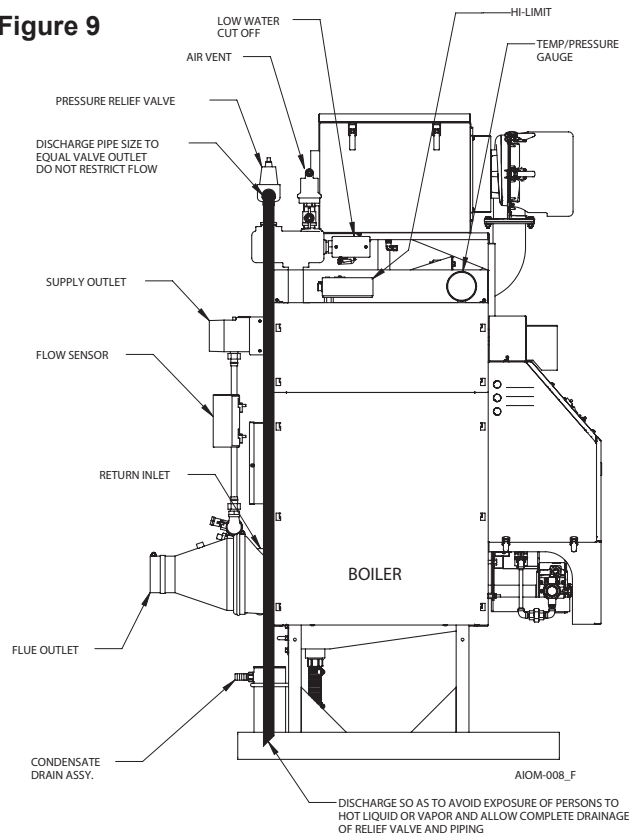 Figure 9
LOW WATER
CUT OFF
HI-LIMIT
TEMP/PRESSURE
GAUGE
AIR VENT
PRESSURE RELIEF VALVE
DISCHARGE PIPE SIZE TO
EQUAL VALVE OUTLET
DO NOT RESTRICT FLOW
SUPPLY OUTLET
FLOW SENSOR
RETURN INLET
BOILER
FLUE OUTLET
CONDENSATE
DRAIN ASSY.
AIOM-008_F
DISCHARGE SO AS TO AVOID EXPOSURE OF PERSONS TO
HOT LIQUID OR VAPOR AND ALLOW COMPLETE DRAINAGE
OF RELIEF VALVE AND PIPING